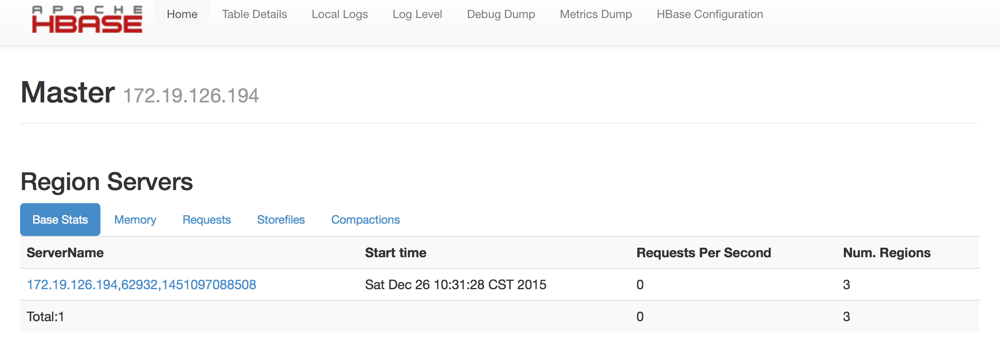 APACHE
HBASE
Home Table Details Local Logs Log Level Debug Dump Metrics Dump HBase Configuration
Master 172.19.126.194
Region Servers
Base Stats Memory Requests Storefiles Compactions
ServerName Start time Requests Per Second Num. Regions
172.19.126.194,62932,1451097088508 Sat Dec 26 10:31:28 CST 2015 0 3
Total:1 0 3